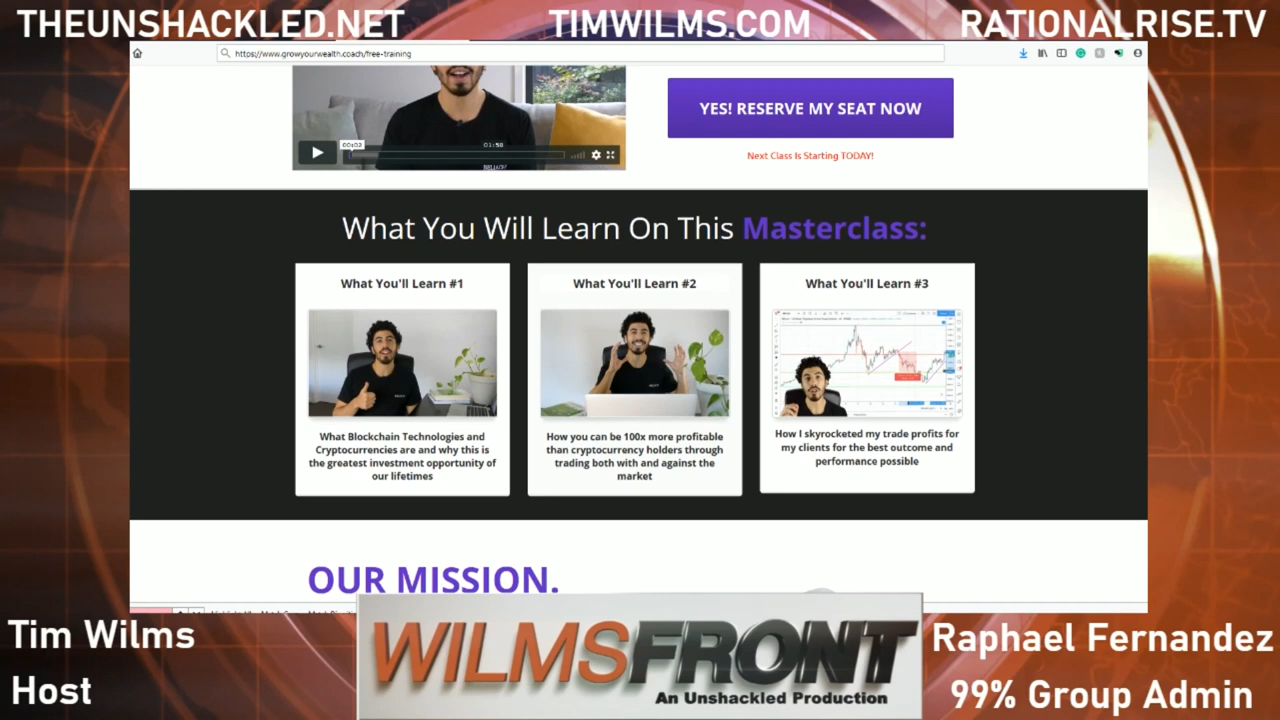 THEUNSHACKLED.NET
TIMWILMS.COM
RATIONALRISE.TV
https://www.growyourwealth.coach/free-training
00:02
01:58
YES! RESERVE MY SEAT NOW
Next Class Is Starting TODAY!
What You Will Learn On This Masterclass:
What You'll Learn #1
What Blockchain Technologies and
Cryptocurrencies are and why this is
the greatest investment opportunity of
our lifetimes
What You'll Learn #2
How you can be 100x more profitable
than cryptocurrency holders through
trading both with and against the
market
What You'll Learn #3
How I skyrocketed my trade profits for
my clients for the best outcome and
performance possible
OUR MISSION.
Tim Wilms
Host
WILMSFRONT
An Unshackled Production
Raphael Fernandez
99% Group Admin